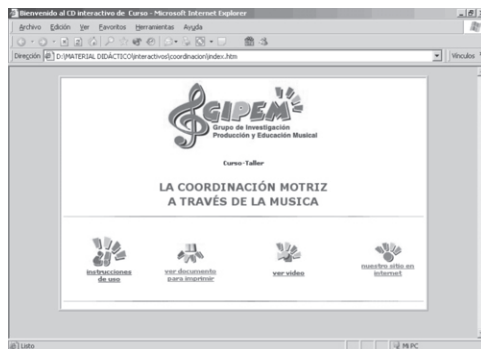 Bienvenido al CD interactivo de Curso - Microsoft Internet Explorer
Archivo Edición Ver Favoritos Herramientas Ayuda
Dirección D:\MATERIAL DIDÁCTICO\interactivos\coordinacion\index.htm Vínculos
GIPEM
Grupo de Investigación
Producción y Educación Musical
Curso-Taller
LA COORDINACIÓN MOTRIZ
A TRAVÉS DE LA MUSICA
instrucciones
de uso
ver documento
para imprimir
ver video
nuestro sitio en
internet
Listo Mi PC